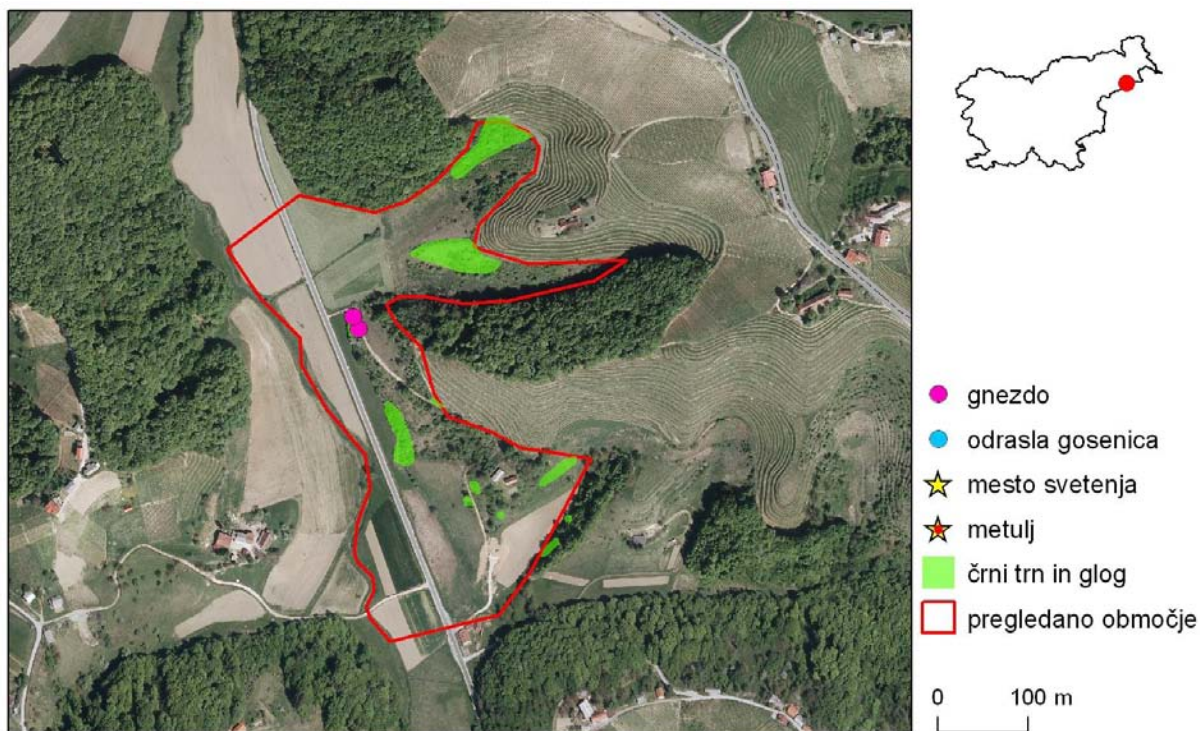 gnezdo
odrasla gosenica
mesto svetenja
metulj
črni trn in glog
pregledano območje
0 100 m